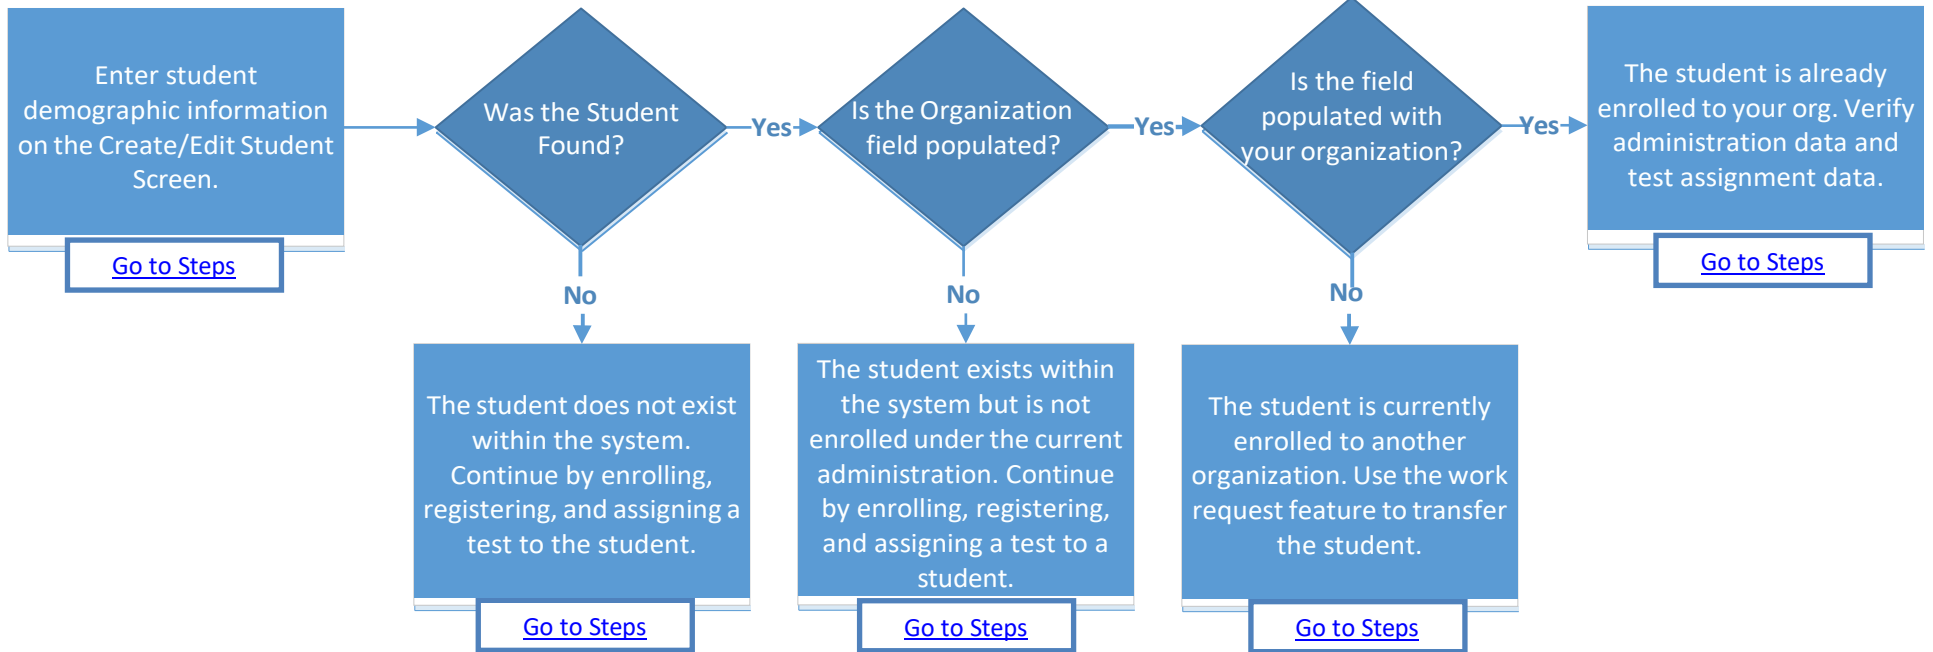 Enter student
demographic information
on the Create/Edit Student
Screen.
Go to Steps
Was the Student
Found?
Yes
Is the Organization
field populated?
Yes
Is the field
populated with
your organization?
Yes
The student is already
enrolled to your org. Verify
administration data and
test assignment data.
Go to Steps
No
No
No
The student does not exist
within the system.
Continue by enrolling,
registering, and assigning a
test to the student.
Go to Steps
The student exists within
the system but is not
enrolled under the current
administration. Continue
by enrolling, registering,
and assigning a test to a
student.
Go to Steps
The student is currently
enrolled to another
organization. Use the work
request feature to transfer
the student.
Go to Steps